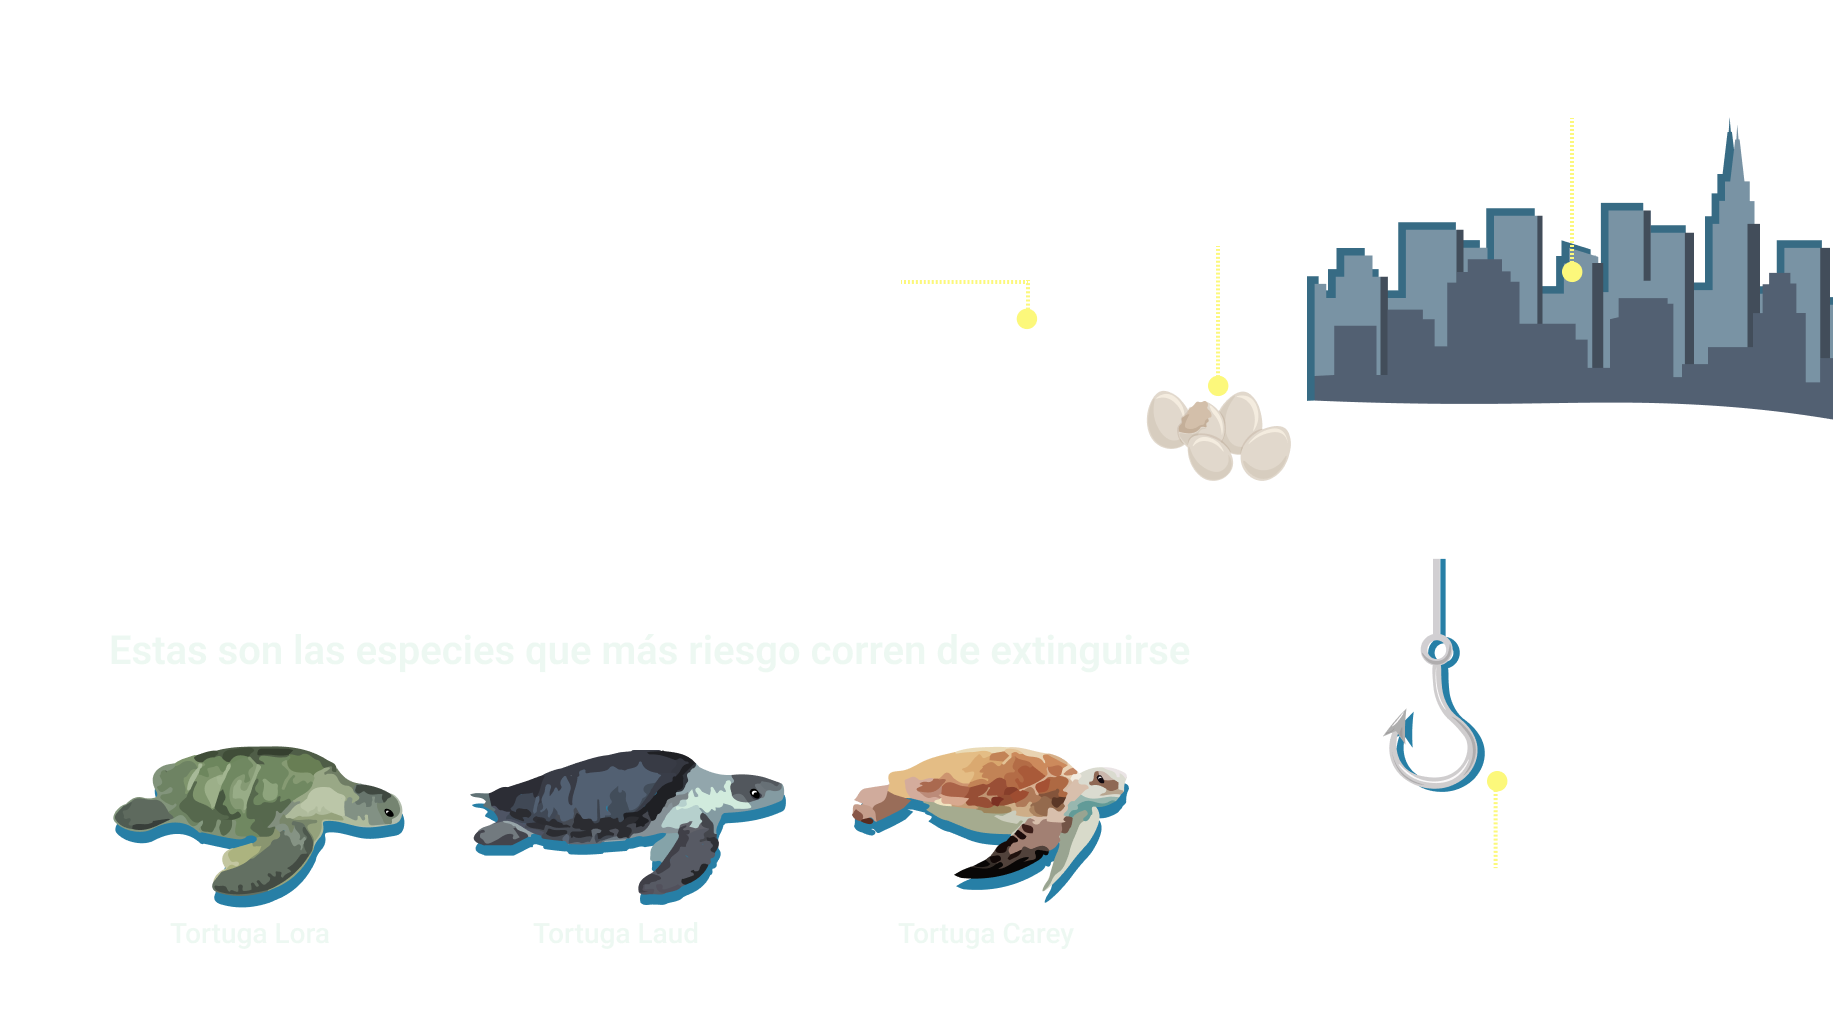 Estas son las especies que más riesgo corren de extinguirse
Tortuga Lora
Tortuga Laud
Tortuga Carey